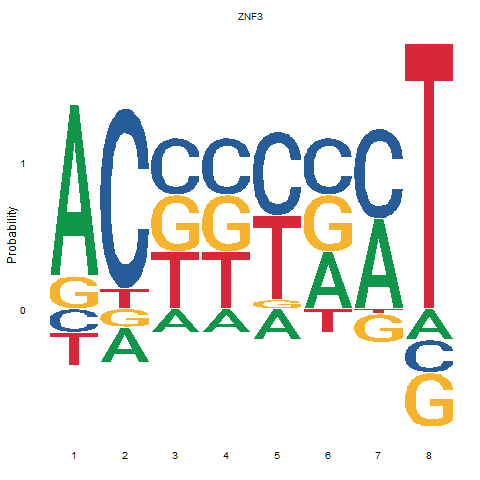 ZNF3
Probability
1
0
A C C C C C C T
G T G G T G A A
C G T T G A T C
T A A A A T G G
1 2 3 4 5 6 7 8